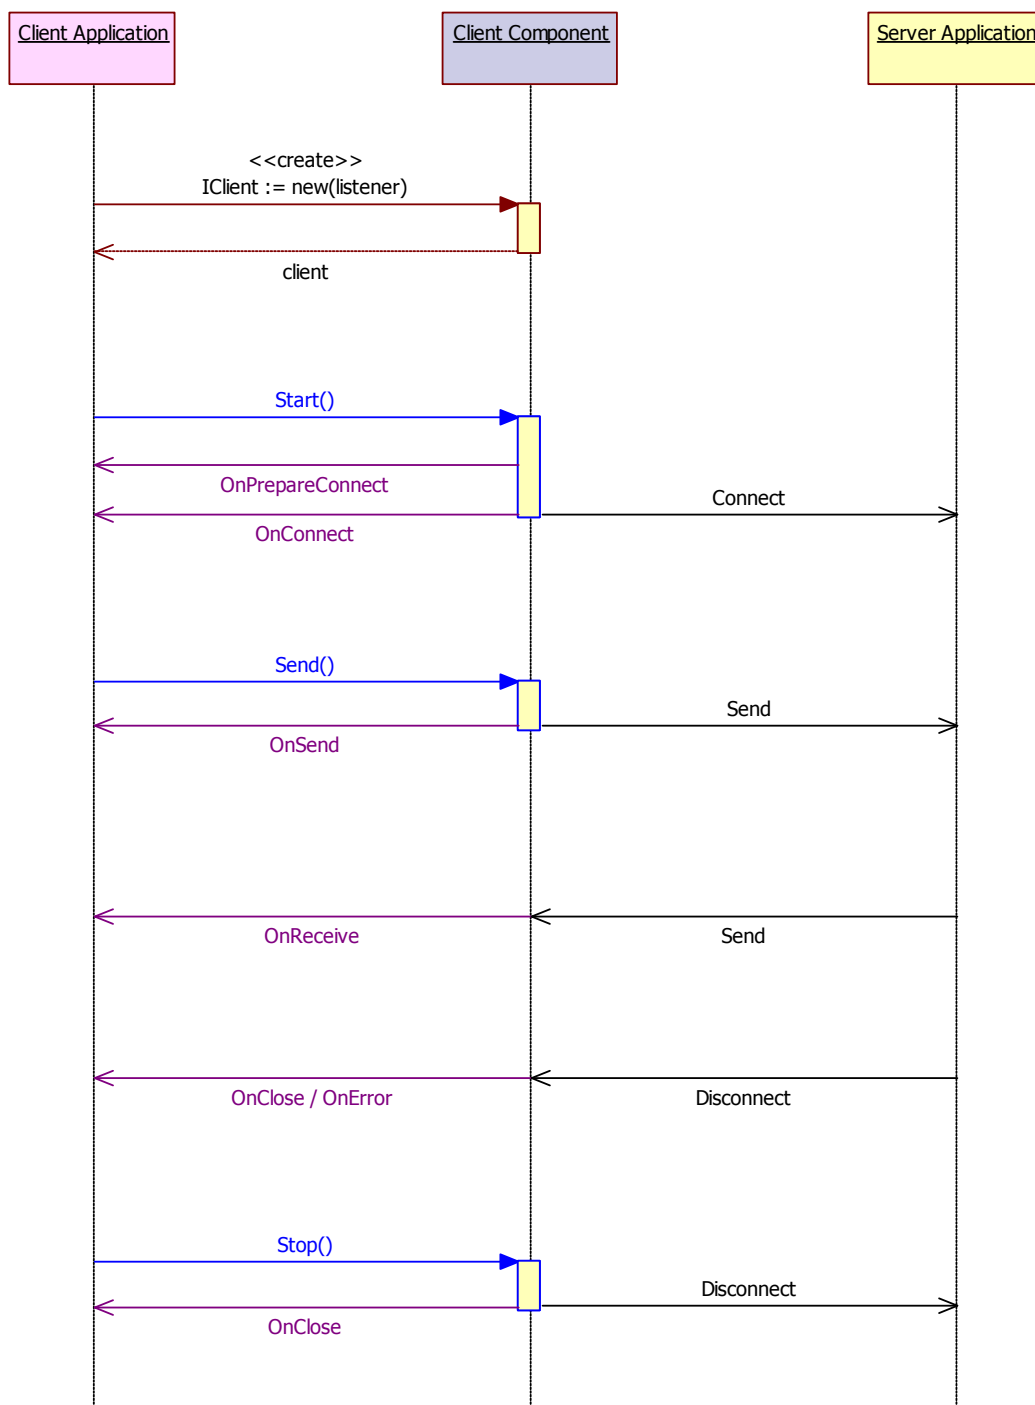 Client Application
Client Component
Server Application
<<create>>
IClient := new(listener)
client
Start()
OnPrepareConnect
Connect
OnConnect
Send()
Send
OnSend
OnReceive
Send
OnClose / OnError
Disconnect
Stop()
Disconnect
OnClose